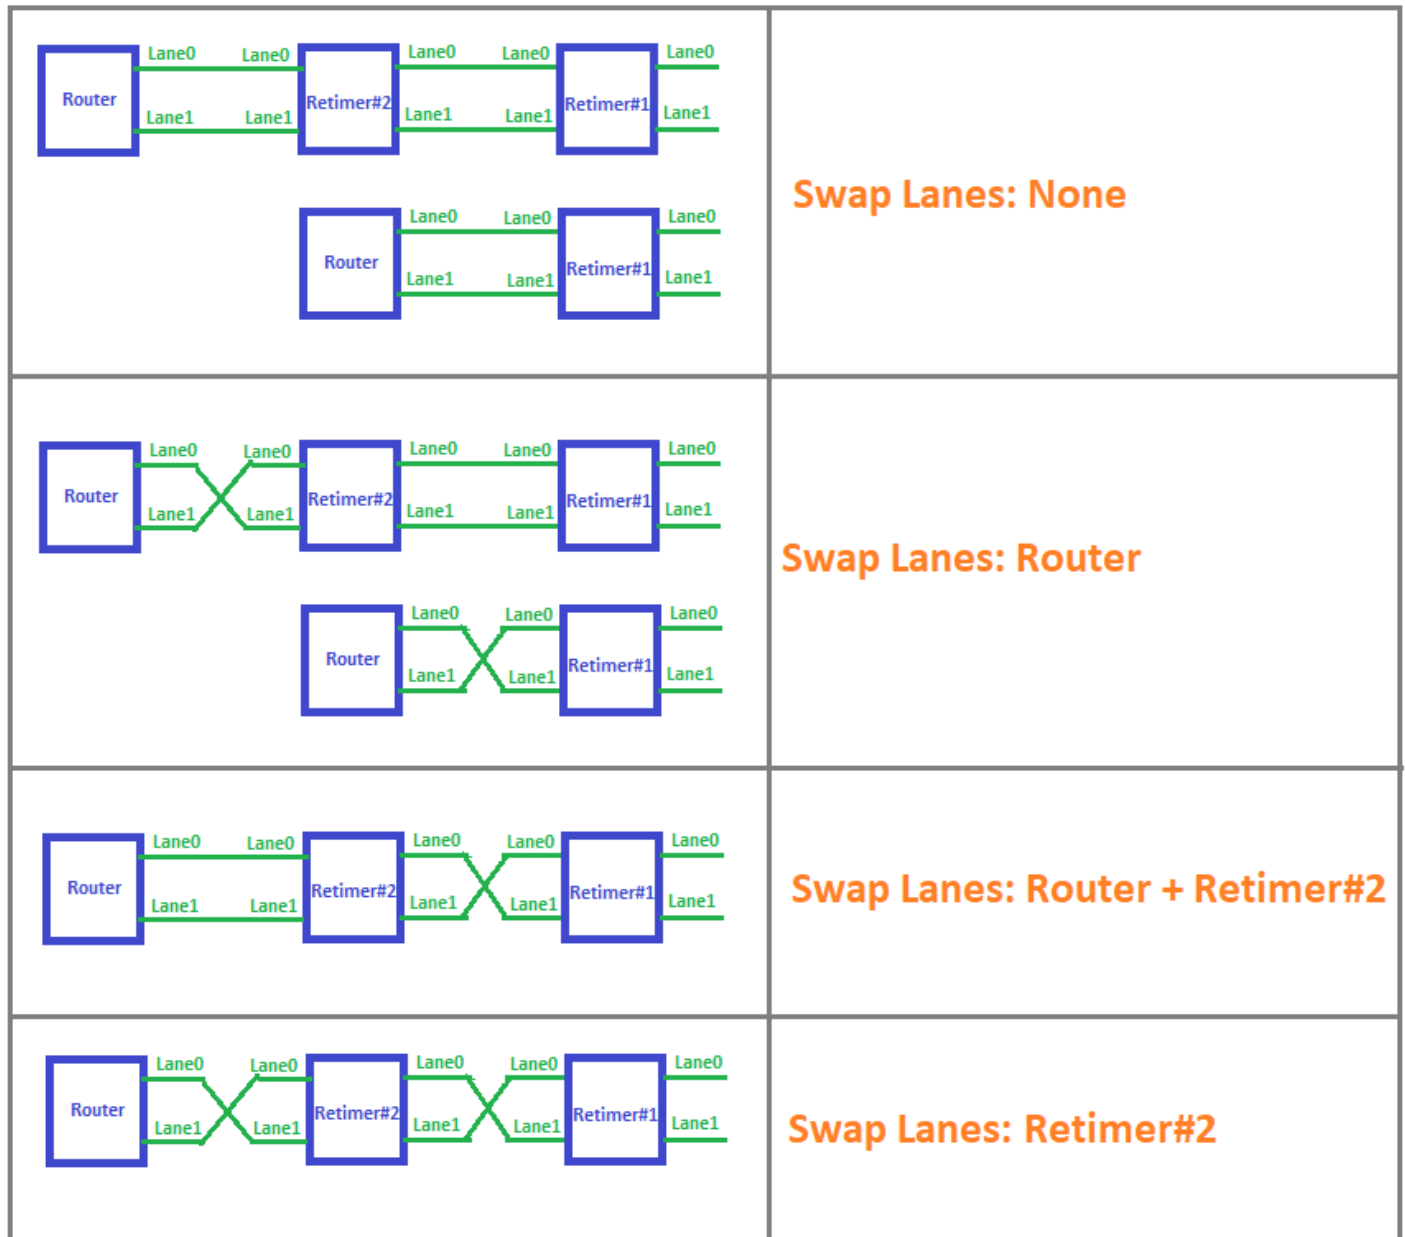 Lane0 Lane0 Lane0 Lane0 Lane0
Router Retimer#2 Retimer#1
Lane1 Lane1 Lane1 Lane1 Lane1
Lane0 Lane0 Lane0
Router Retimer#1
Lane1 Lane1 Lane1
Swap Lanes: None
Lane0 Lane0 Lane0 Lane0 Lane0
Router Retimer#2 Retimer#1
Lane1 Lane1 Lane1 Lane1 Lane1
Lane0 Lane0 Lane0
Router Retimer#1
Lane1 Lane1 Lane1
Swap Lanes: Router
Lane0 Lane0 Lane0 Lane0 Lane0
Router Retimer#2 Retimer#1
Lane1 Lane1 Lane1 Lane1 Lane1
Swap Lanes: Router + Retimer#2
Lane0 Lane0 Lane0 Lane0 Lane0
Router Retimer#2 Retimer#1
Lane1 Lane1 Lane1 Lane1 Lane1
Swap Lanes: Retimer#2